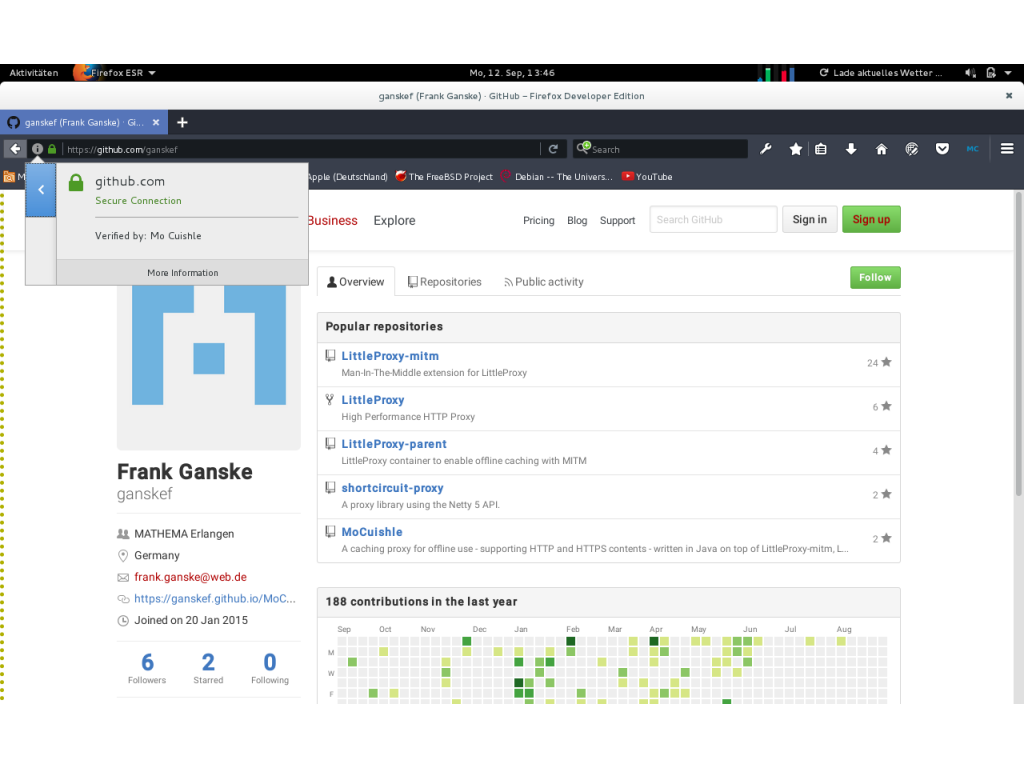 Aktivitäten Firefox ESR Mo, 12. Sep, 13:46 Lade aktuelles Wetter ...
ganskef (Frank Ganske) · GitHub – Firefox Developer Edition
ganskef (Frank Ganske) · Gi...
https://github.com/ganskef Search MC
M Apple (Deutschland) The FreeBSD Project Debian -- The Univers... YouTube
github.com
Secure Connection
Verified by: Mo Cuishle
More Information
Business Explore Pricing Blog Support Search GitHub Sign in Sign up
Overview Repositories Public activity Follow
Popular repositories
LittleProxy-mitm
Man-In-The-Middle extension for LittleProxy
24
LittleProxy
High Performance HTTP Proxy
6
LittleProxy-parent
LittleProxy container to enable offline caching with MITM
4
shortcircuit-proxy
A proxy library using the Netty 5 API.
2
MoCuishle
A caching proxy for offline use - supporting HTTP and HTTPS contents - written in Java on top of LittleProxy-mitm, L...
2
Frank Ganske
ganskef
MATHEMA Erlangen
Germany
frank.ganske@web.de
https://ganskef.github.io/MoC...
Joined on 20 Jan 2015
6 2 0
Followers Starred Following
188 contributions in the last year
Sep Oct Nov Dec Jan Feb Mar Apr May Jun Jul Aug
M
W
F